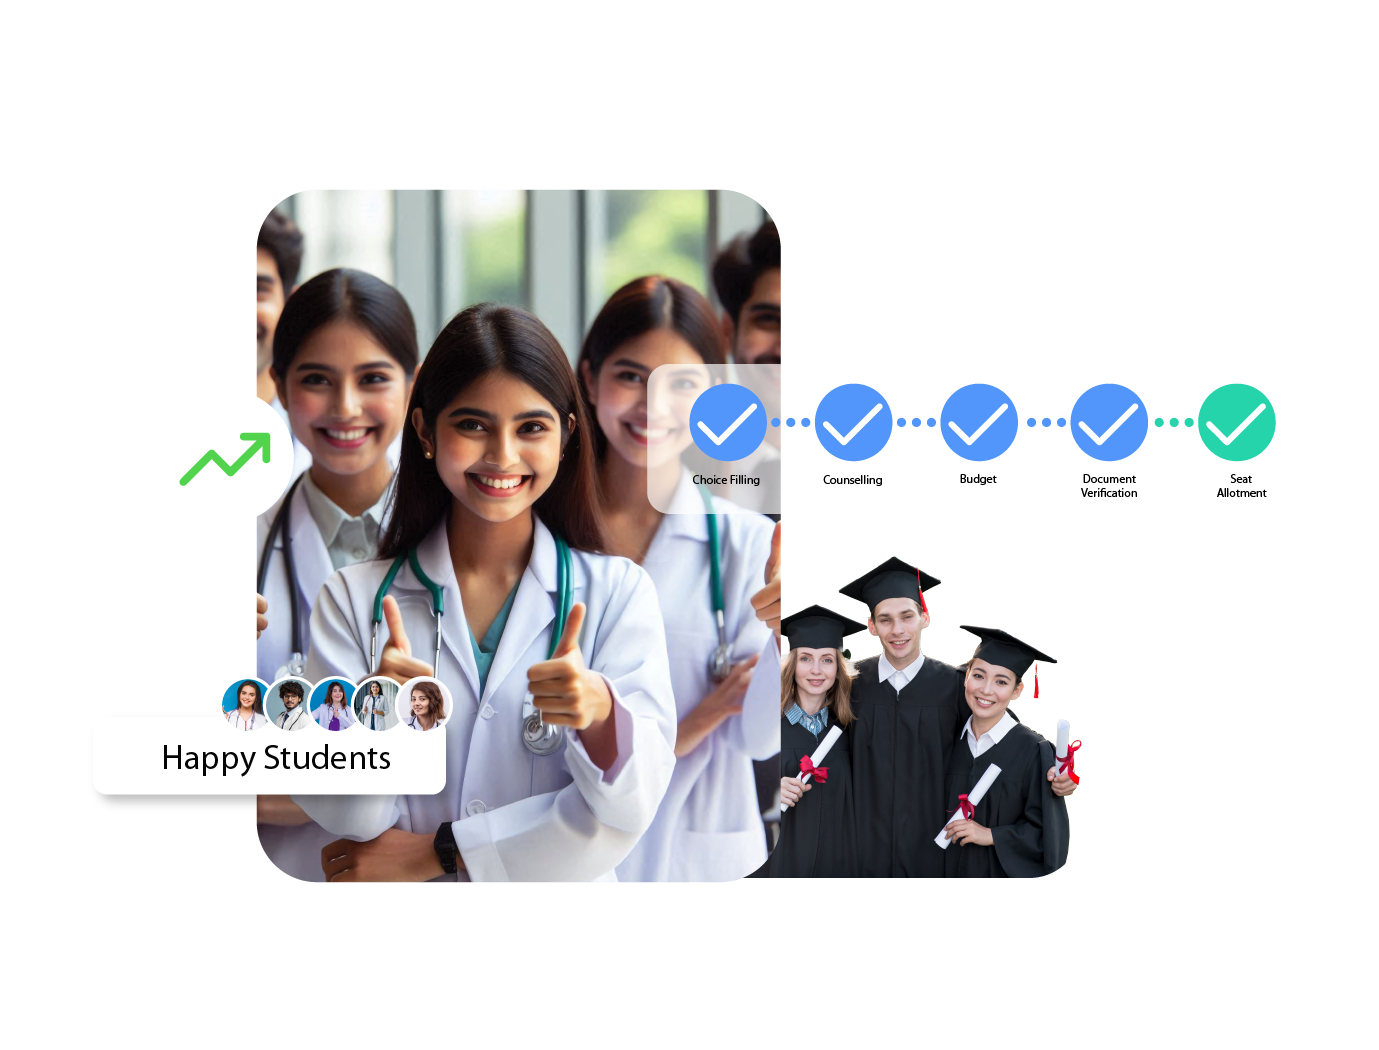 Choice Filling
Counselling
Budget
Document
Verification
Seat
Allotment
Happy Students